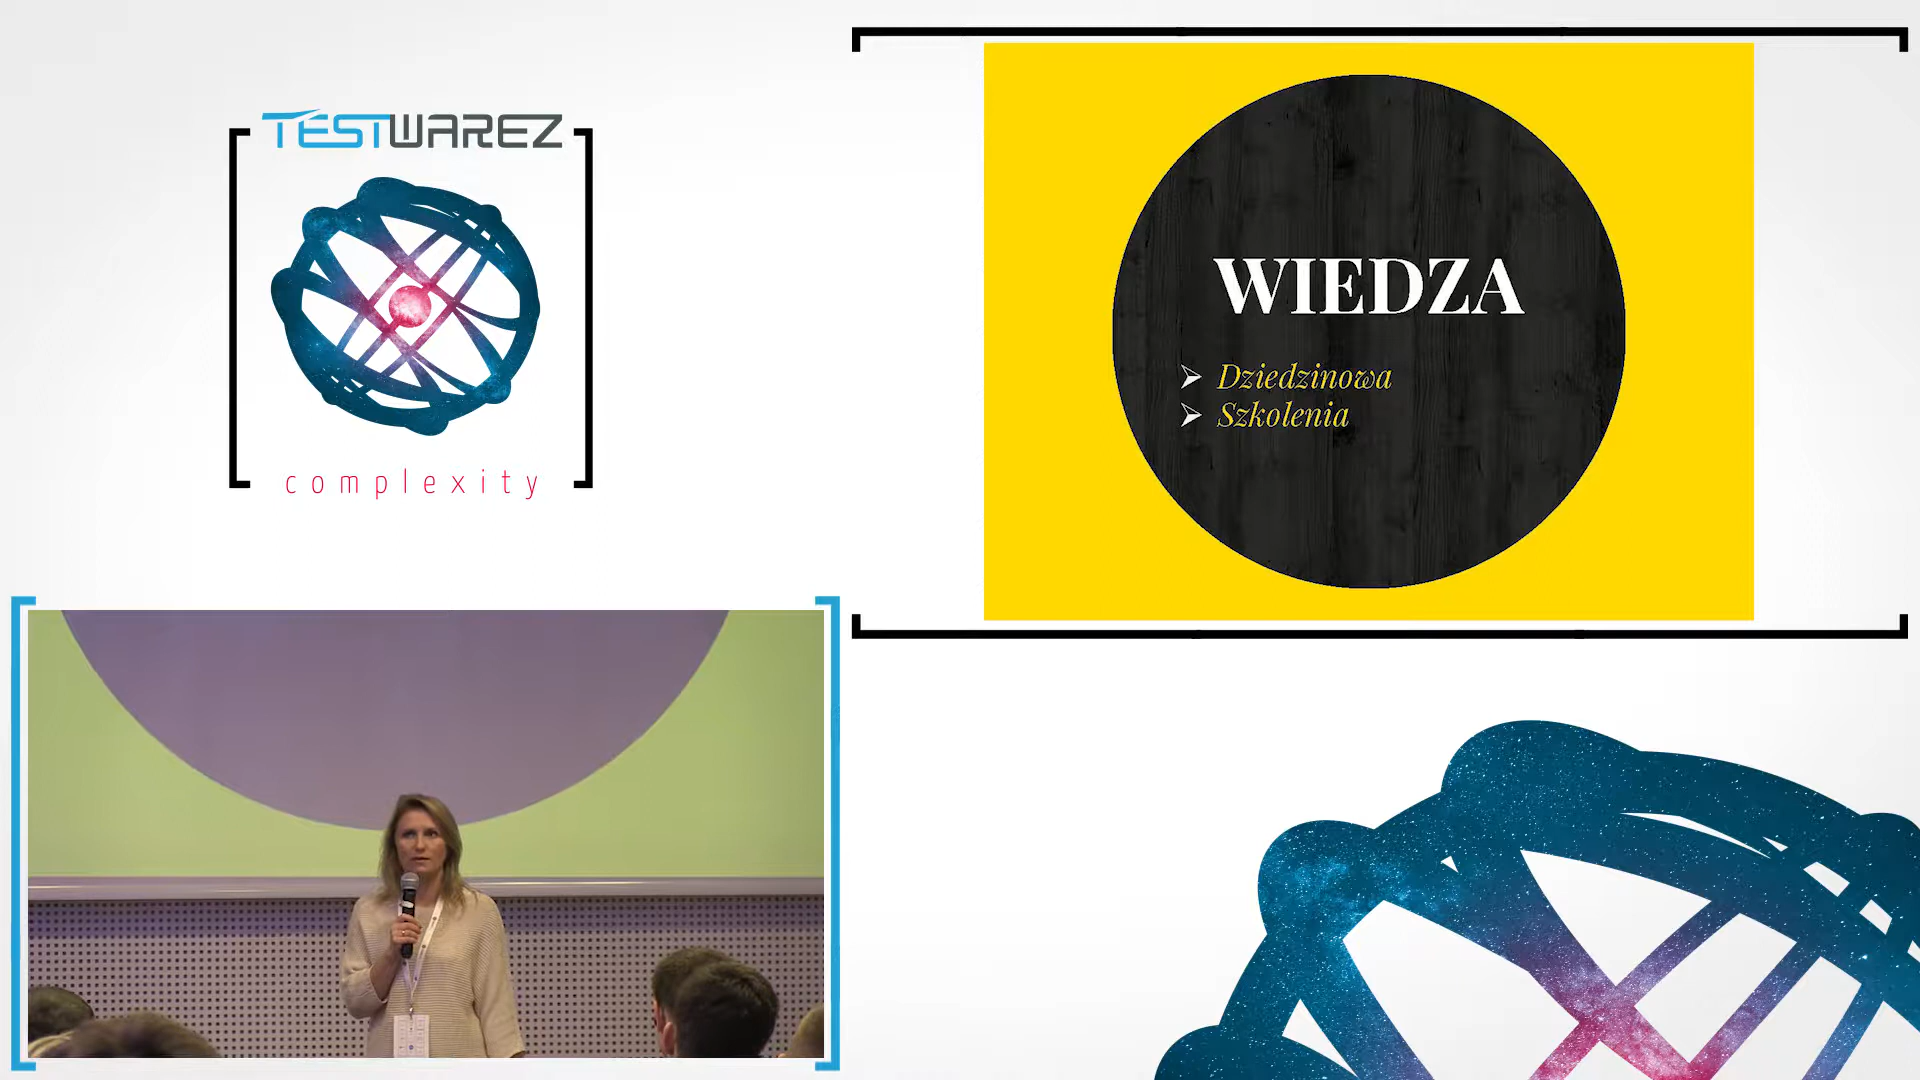 TESTWAREZ
complexity
WIEDZA
➢ Dziedzinowa
➢ Szkolenia